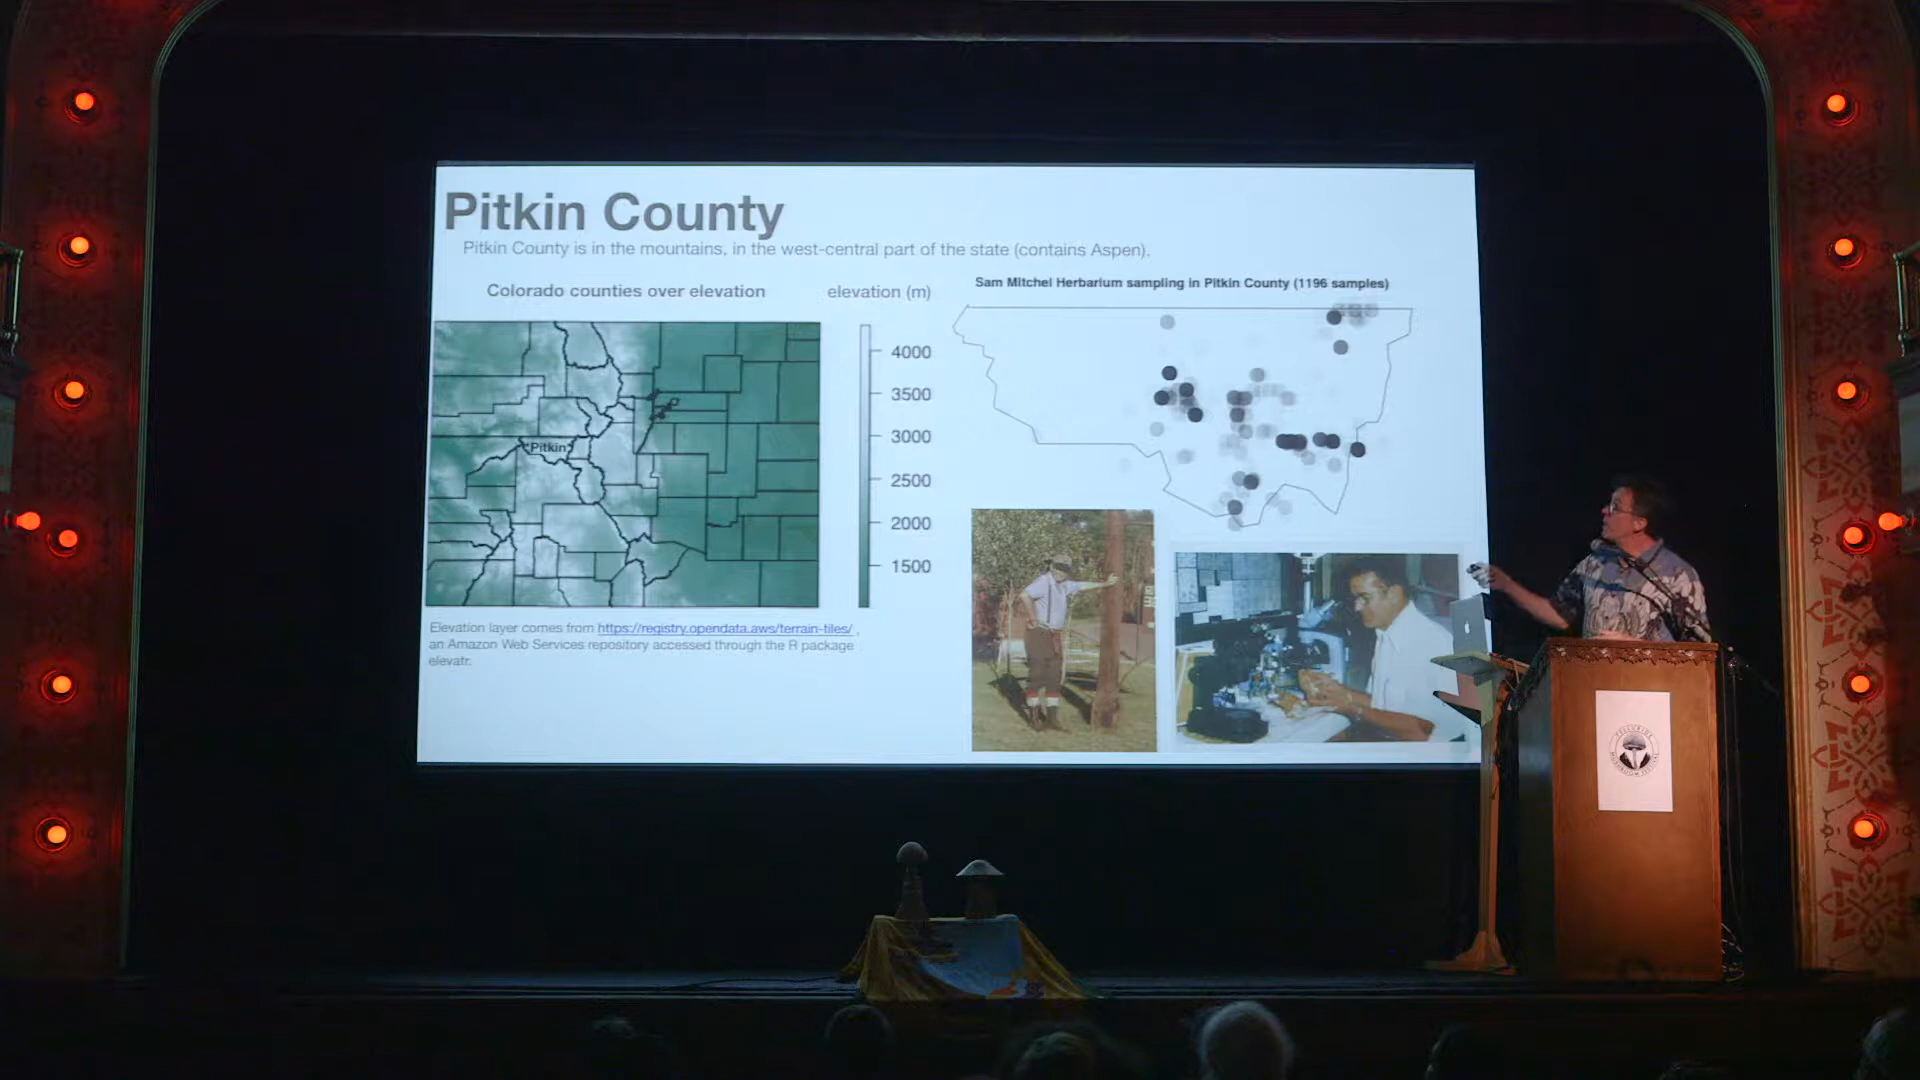 Pitkin County
Pitkin County is in the mountains, in the west-central part of the state (contains Aspen).
Colorado counties over elevation
elevation (m)
4000
3500
3000
2500
2000
1500
Pitkin
Elevation layer comes from https://registry.opendata.aws/terrain-tiles/ ,
an Amazon Web Services repository accessed through the R package
elevatr.
Sam Mitchel Herbarium sampling in Pitkin County (1196 samples)
TELLURIDE
MUSHROOM FESTIVAL